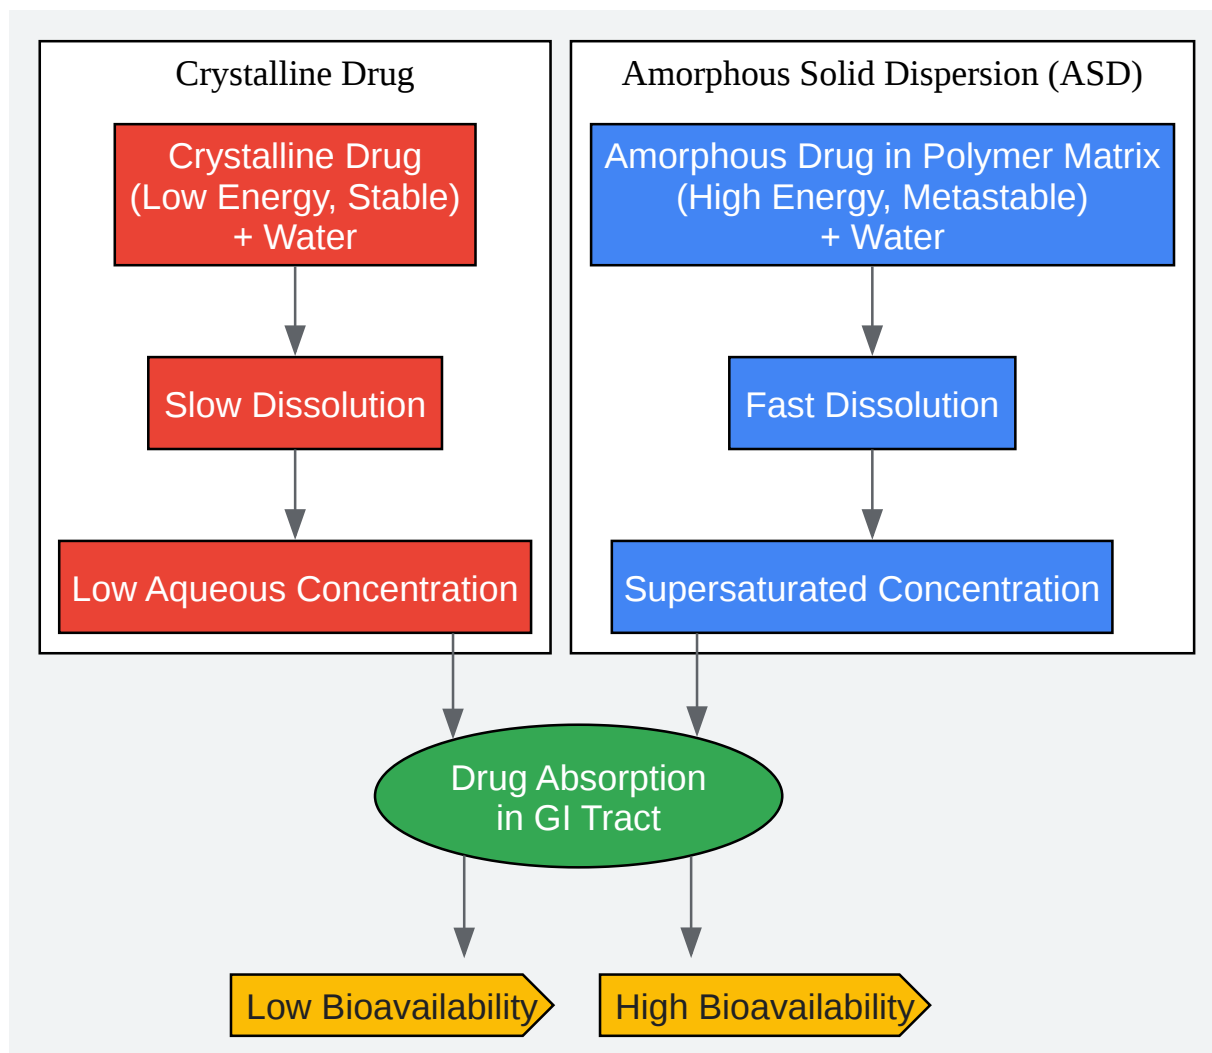 Crystalline Drug
Crystalline Drug
(Low Energy, Stable)
+ Water
Slow Dissolution
Low Aqueous Concentration
Amorphous Solid Dispersion (ASD)
Amorphous Drug in Polymer Matrix
(High Energy, Metastable)
+ Water
Fast Dissolution
Supersaturated Concentration
Drug Absorption
in GI Tract
Low Bioavailability
High Bioavailability